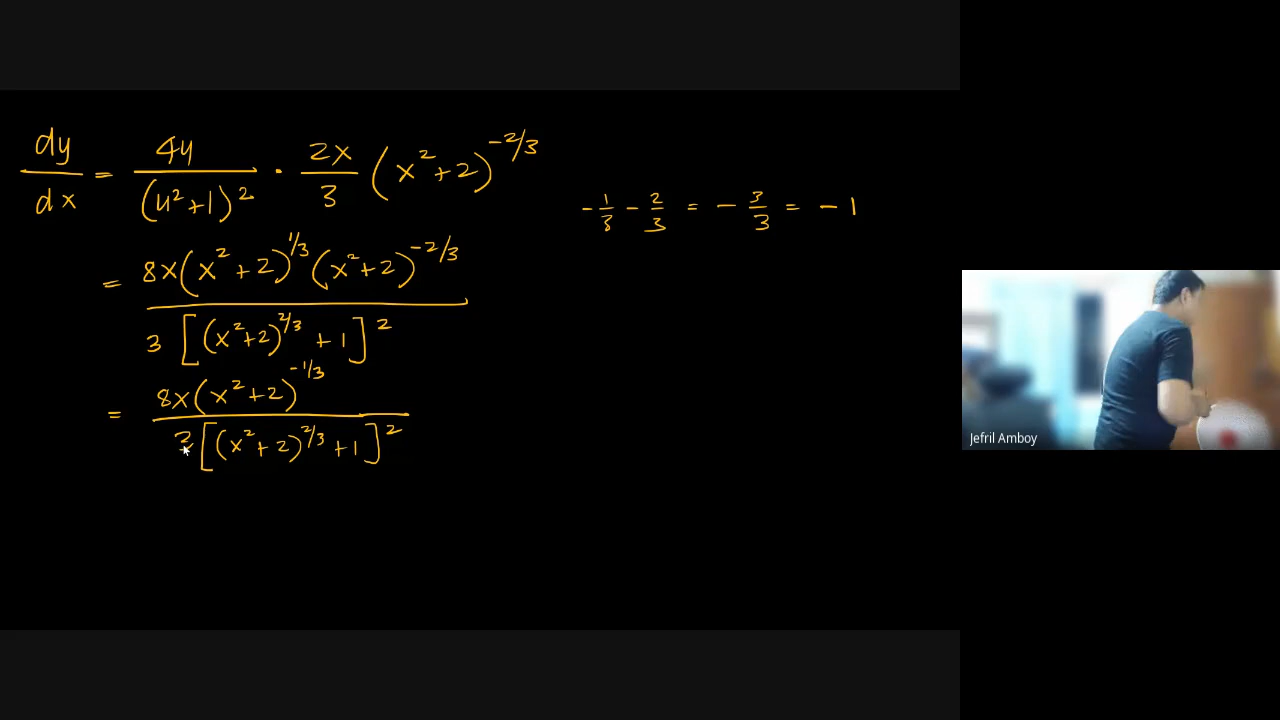 dy/dx = 4u/(u²+1)² · 2x/3 (x²+2)^(-2/3)
-1/3 - 2/3 = -3/3 = -1
= 8x(x²+2)^(1/3) (x²+2)^(-2/3) / 3[(x²+2)^(2/3) + 1]²
= 8x(x²+2)^(-1/3) / 3[(x²+2)^(2/3) + 1]²
Jefril Amboy